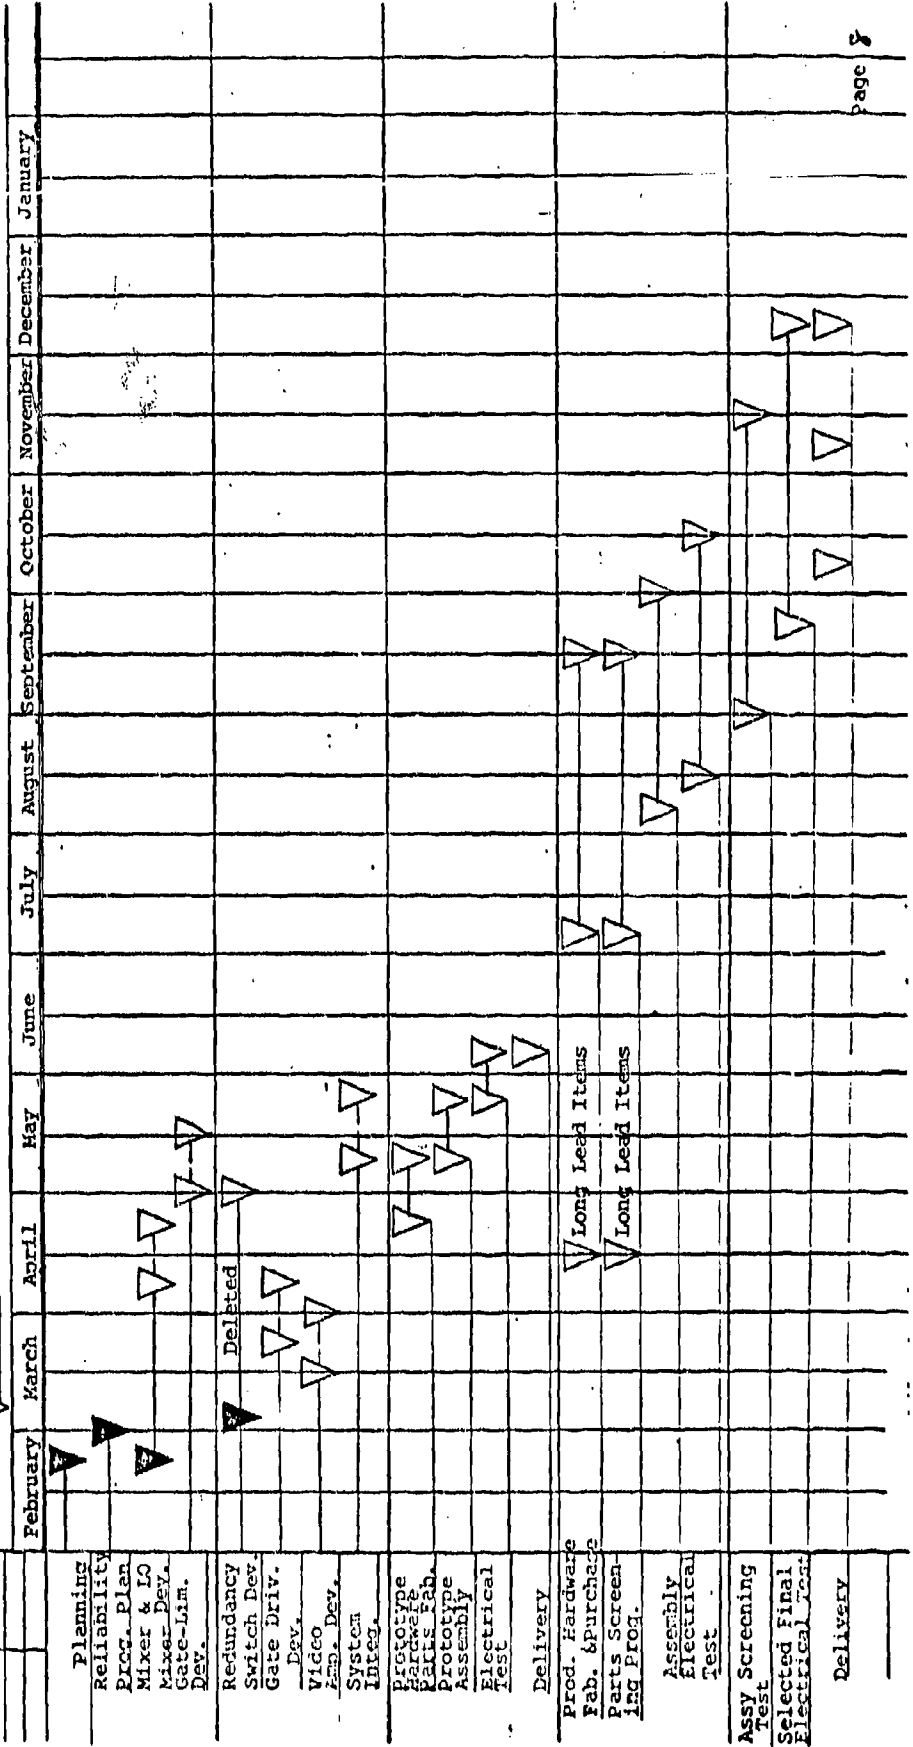 February March April May June July August September October November December January
Planning
Reliability
Prog. Plan
Mixer & LO
Mixer Dev.
Gate-Lim.
Dev.
Redundancy
Switch Dev.
Deleted
Gate Driv.
Dev.
Video
Amp. Dev.
System
Integ.
Prototype
Hardware
Parts Fab.
Prototype
Assembly
Electrical
Test
Delivery
Prod. Hardware
Fab. &Purchase
Long Lead Items
Parts Screen-
ing Prog.
Long Lead Items
Assembly
Electrical
Test
Assy Screening
Test
Selected Final
Electrical Test
Delivery
Page 8